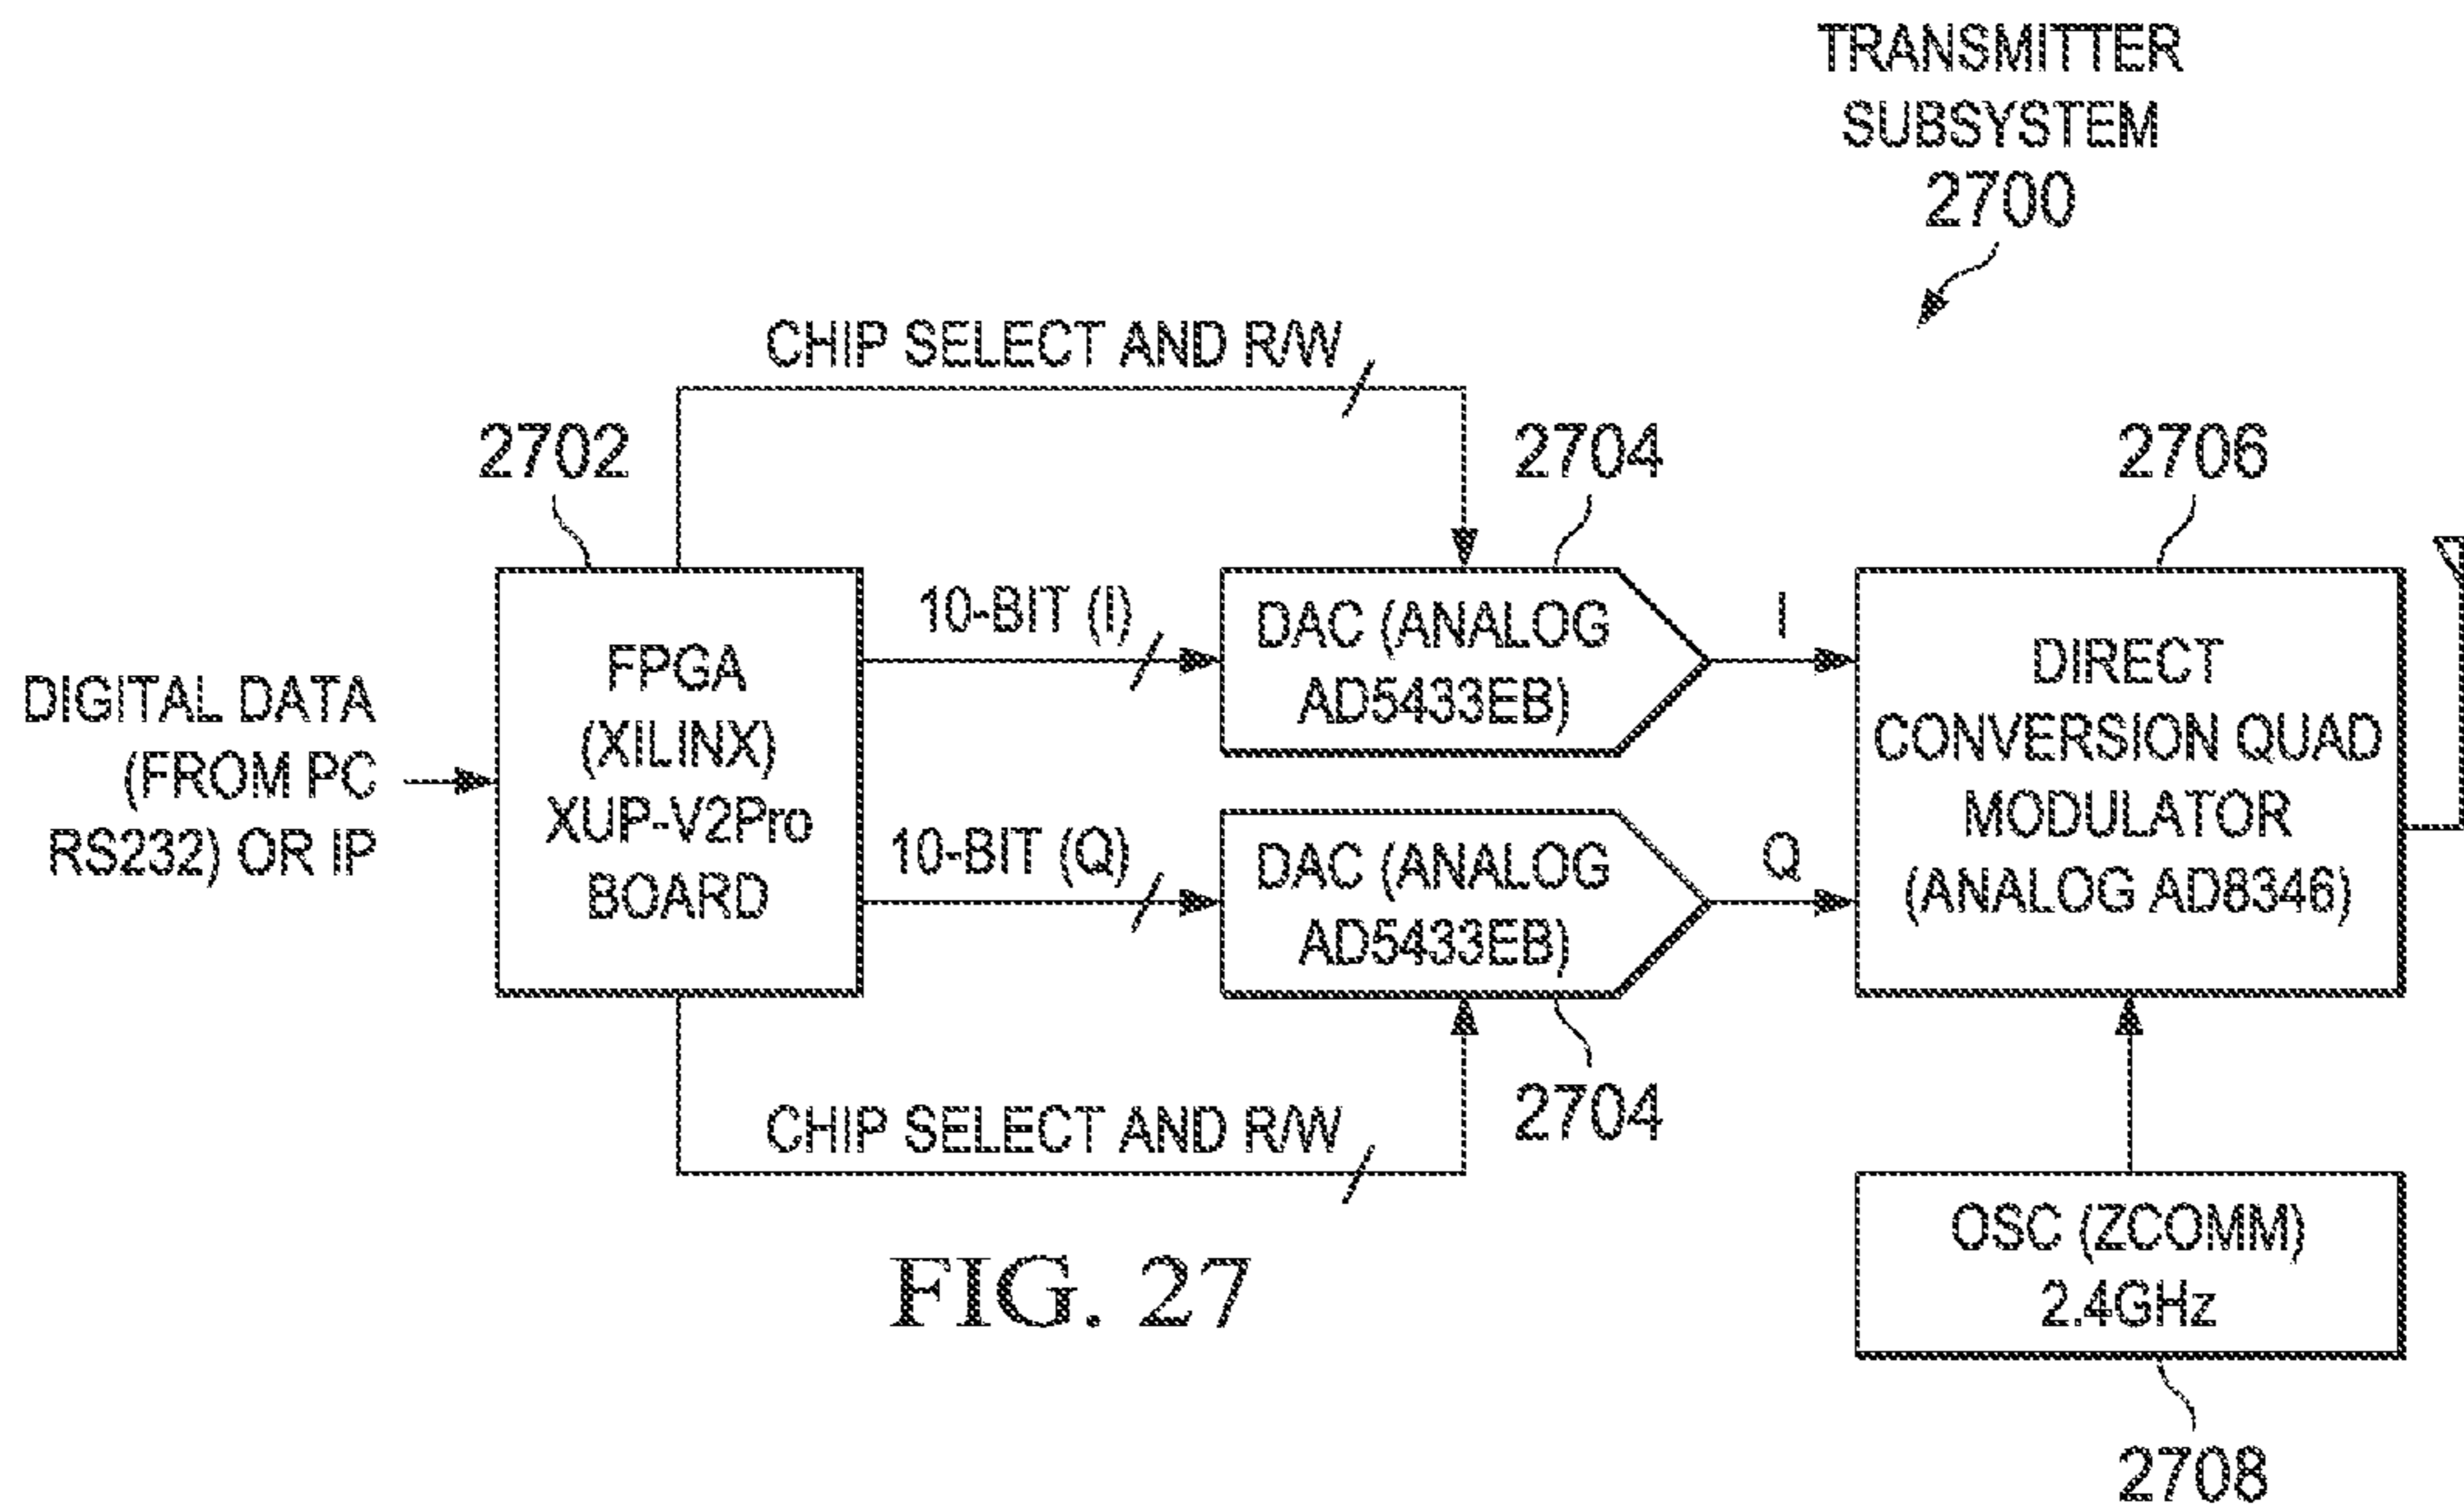 TRANSMITTER
SUBSYSTEM
2700
CHIP SELECT AND R/W
2702
2704
2706
DIGITAL DATA
(FROM PC
RS232) OR IP
FPGA
(XILINX)
XUP-V2Pro
BOARD
10-BIT (I)
10-BIT (Q)
DAC (ANALOG
AD5433EB)
DAC (ANALOG
AD5433EB)
I
Q
DIRECT
CONVERSION QUAD
MODULATOR
(ANALOG AD8346)
CHIP SELECT AND R/W
2704
OSC (ZCOMM)
2.4GHz
2708
FIG. 27